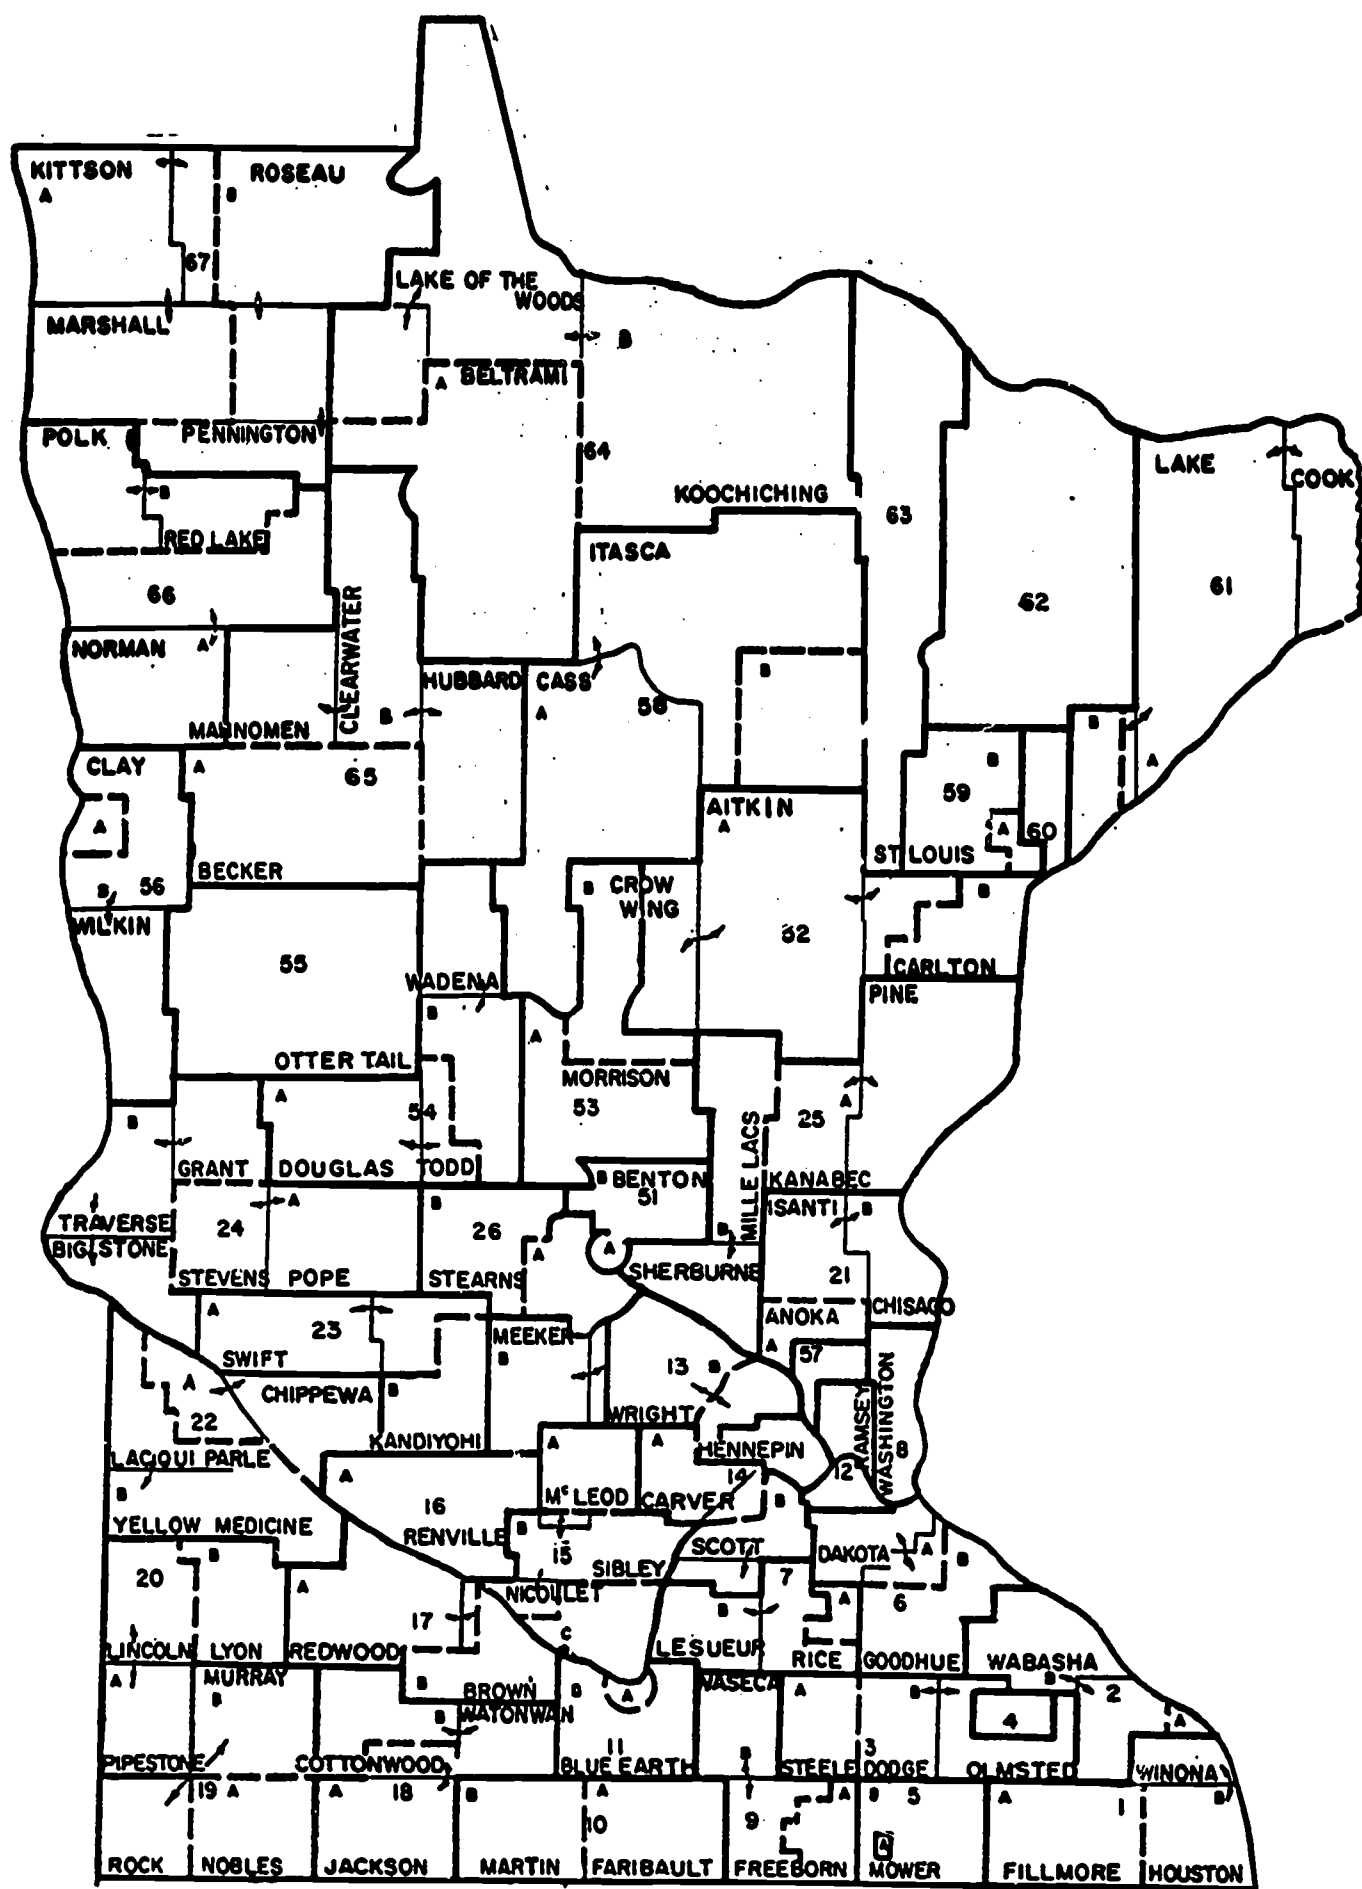 KITTSON
ROSEAU
A
B
67
LAKE OF THE
WOODS
MARSHALL
B
A
BELTRAMI
POLK
PENNINGTON
64
LAKE
COOK
B
KOOCHICHING
63
RED LAKE
ITASCA
66
62
61
CLEARWATER
NORMAN
A
B
HUBBARD
CASS
A
58
B
MAHNOMEN
B
CLAY
A
65
B
A
59
AITKIN
A
A
A
60
ST LOUIS
BECKER
B
56
B
CROW
WING
B
WILKIN
52
55
CARLTON
WADENA
PINE
B
A
OTTER TAIL
MORRISON
A
54
53
A
25
B
MILLE LACS
GRANT
DOUGLAS
TODD
B
BENTON
51
KANABEC
A
B
ISANTI
B
TRAVERSE
24
26
A
A
B
BIG STONE
SHERBURNE
21
STEVENS
POPE
STEARNS
A
ANOKA
CHISAGO
23
MEEKER
A
57
SWIFT
B
13
B
A
CHIPPEWA
B
RAMSEY
WASHINGTON
22
WRIGHT
KANDIYOHI
A
A
HENNEPIN
8
LAC QUI PARLE
A
14
12
B
16
Mc LEOD
CARVER
B
YELLOW MEDICINE
RENVILLE
B
15
SCOTT
DAKOTA
A
B
20
B
A
SIBLEY
7
NICOLLET
A
6
17
B
C
LINCOLN
LYON
REDWOOD
LESUEUR
RICE
GOODHUE
WABASHA
A
MURRAY
B
B
BROWN
B
A
WASECA
A
B
B
2
B
WATONWAN
4
A
11
3
PIPESTONE
COTTONWOOD
BLUE EARTH
B
STEELE
DODGE
OLMSTED
WINONA
19
A
A
18
B
A
A
B
5
A
1
B
10
9
A
ROCK
NOBLES
JACKSON
MARTIN
FARIBAULT
FREEBORN
MOWER
FILLMORE
HOUSTON